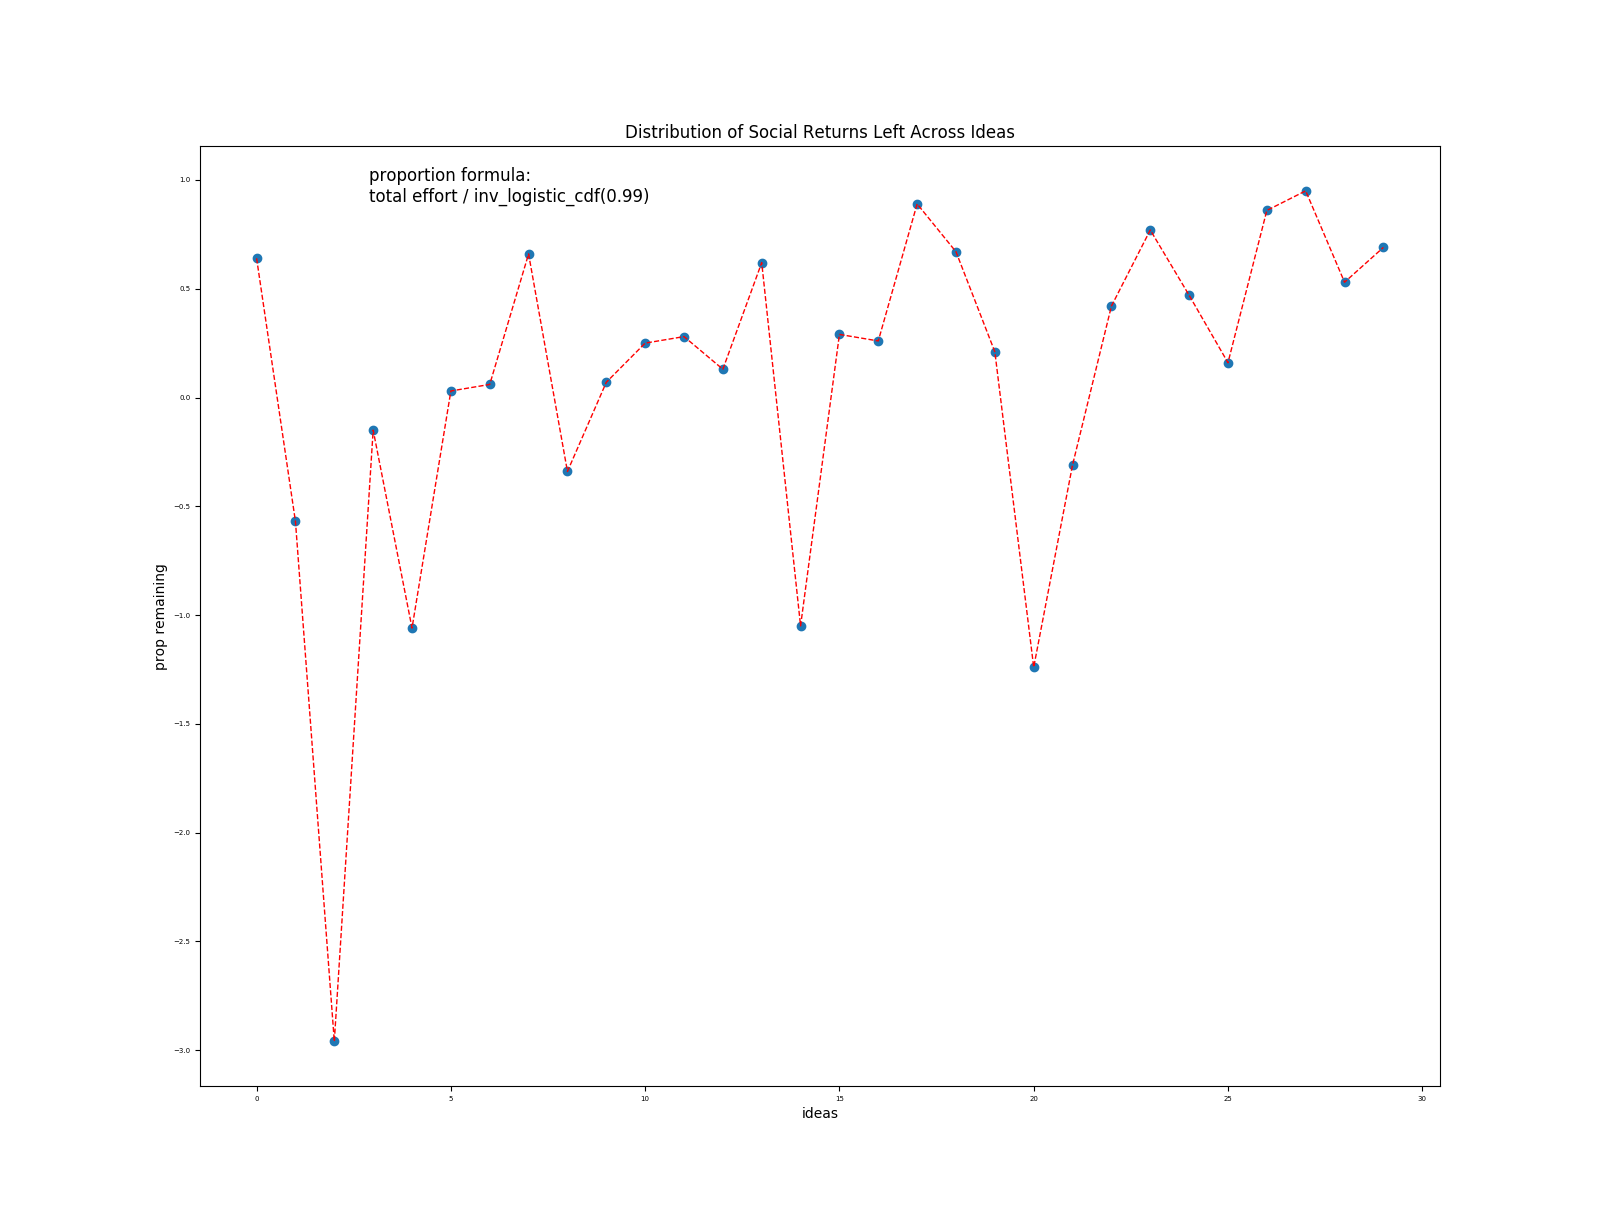 Distribution of Social Returns Left Across Ideas
proportion formula:
total effort / inv_logistic_cdf(0.99)
1.0
0.5
0.0
−0.5
−1.0
−1.5
−2.0
−2.5
−3.0
prop remaining
0 5 10 15 20 25 30
ideas